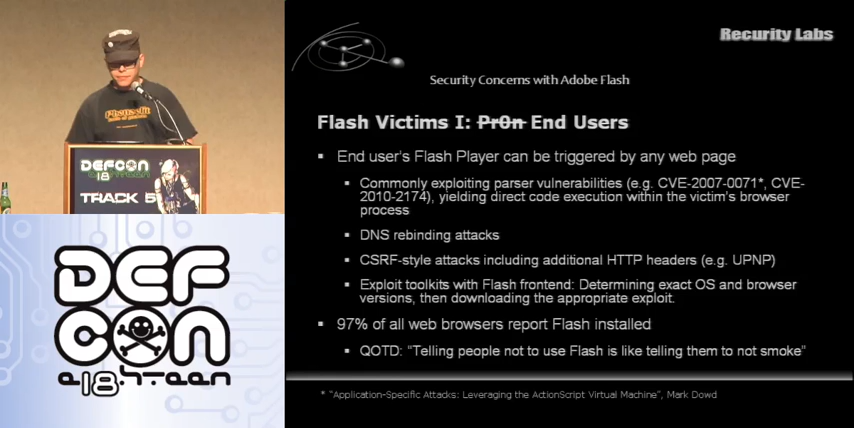 Recurity Labs
Security Concerns with Adobe Flash
Flash Victims I: Pr0n End Users
End user's Flash Player can be triggered by any web page
Commonly exploiting parser vulnerabilities (e.g. CVE-2007-0071*, CVE-
2010-2174), yielding direct code execution within the victim's browser
process
DNS rebinding attacks
CSRF-style attacks including additional HTTP headers (e.g. UPNP)
Exploit toolkits with Flash frontend: Determining exact OS and browser
versions, then downloading the appropriate exploit.
97% of all web browsers report Flash installed
QOTD: "Telling people not to use Flash is like telling them to not smoke"
* "Application-Specific Attacks: Leveraging the ActionScript Virtual Machine", Mark Dowd
DEFCON
18
TRACK 5
DEF
CON
e18.hteen